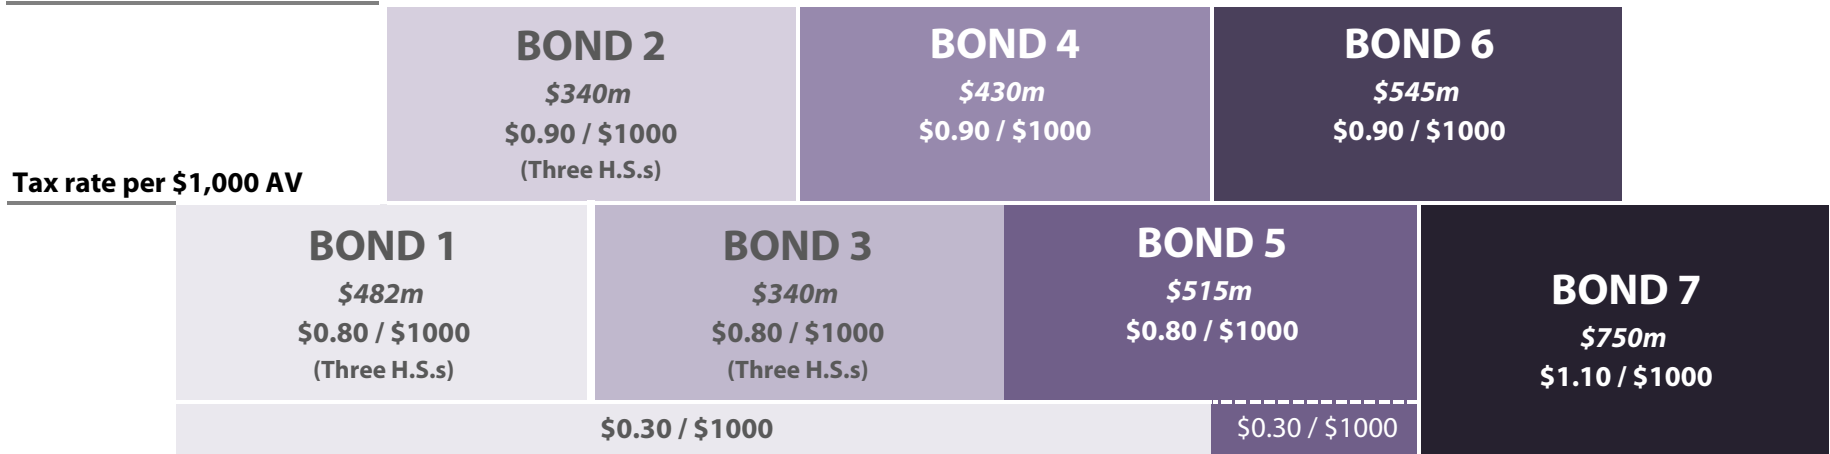 BOND 2
$340m
$0.90 / $1000
(Three H.S.s)
BOND 4
$430m
$0.90 / $1000
BOND 6
$545m
$0.90 / $1000
Tax rate per $1,000 AV
BOND 1
$482m
$0.80 / $1000
(Three H.S.s)
BOND 3
$340m
$0.80 / $1000
(Three H.S.s)
BOND 5
$515m
$0.80 / $1000
BOND 7
$750m
$1.10 / $1000
$0.30 / $1000
$0.30 / $1000